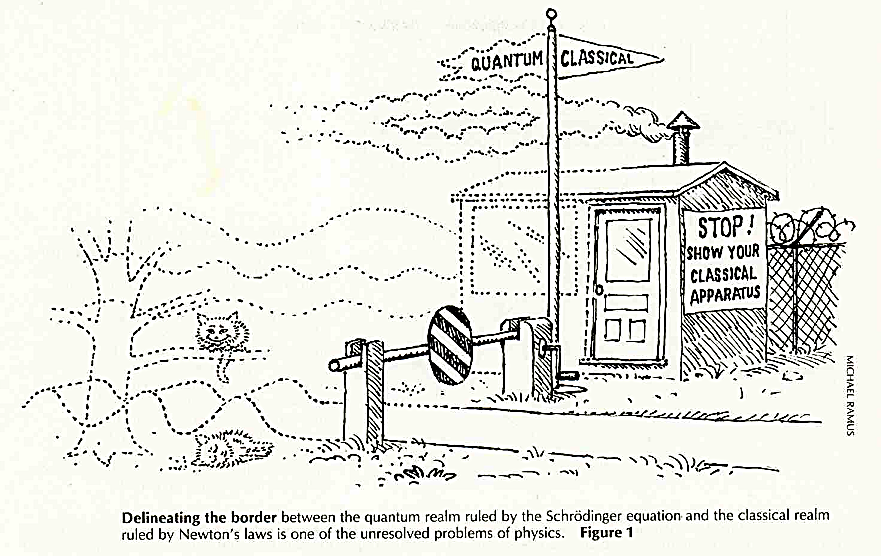 QUANTUM CLASSICAL
STOP!
SHOW YOUR
CLASSICAL
APPARATUS
MICHAEL RAMUS
Delineating the border between the quantum realm ruled by the Schrödinger equation and the classical realm
ruled by Newton's laws is one of the unresolved problems of physics. Figure 1